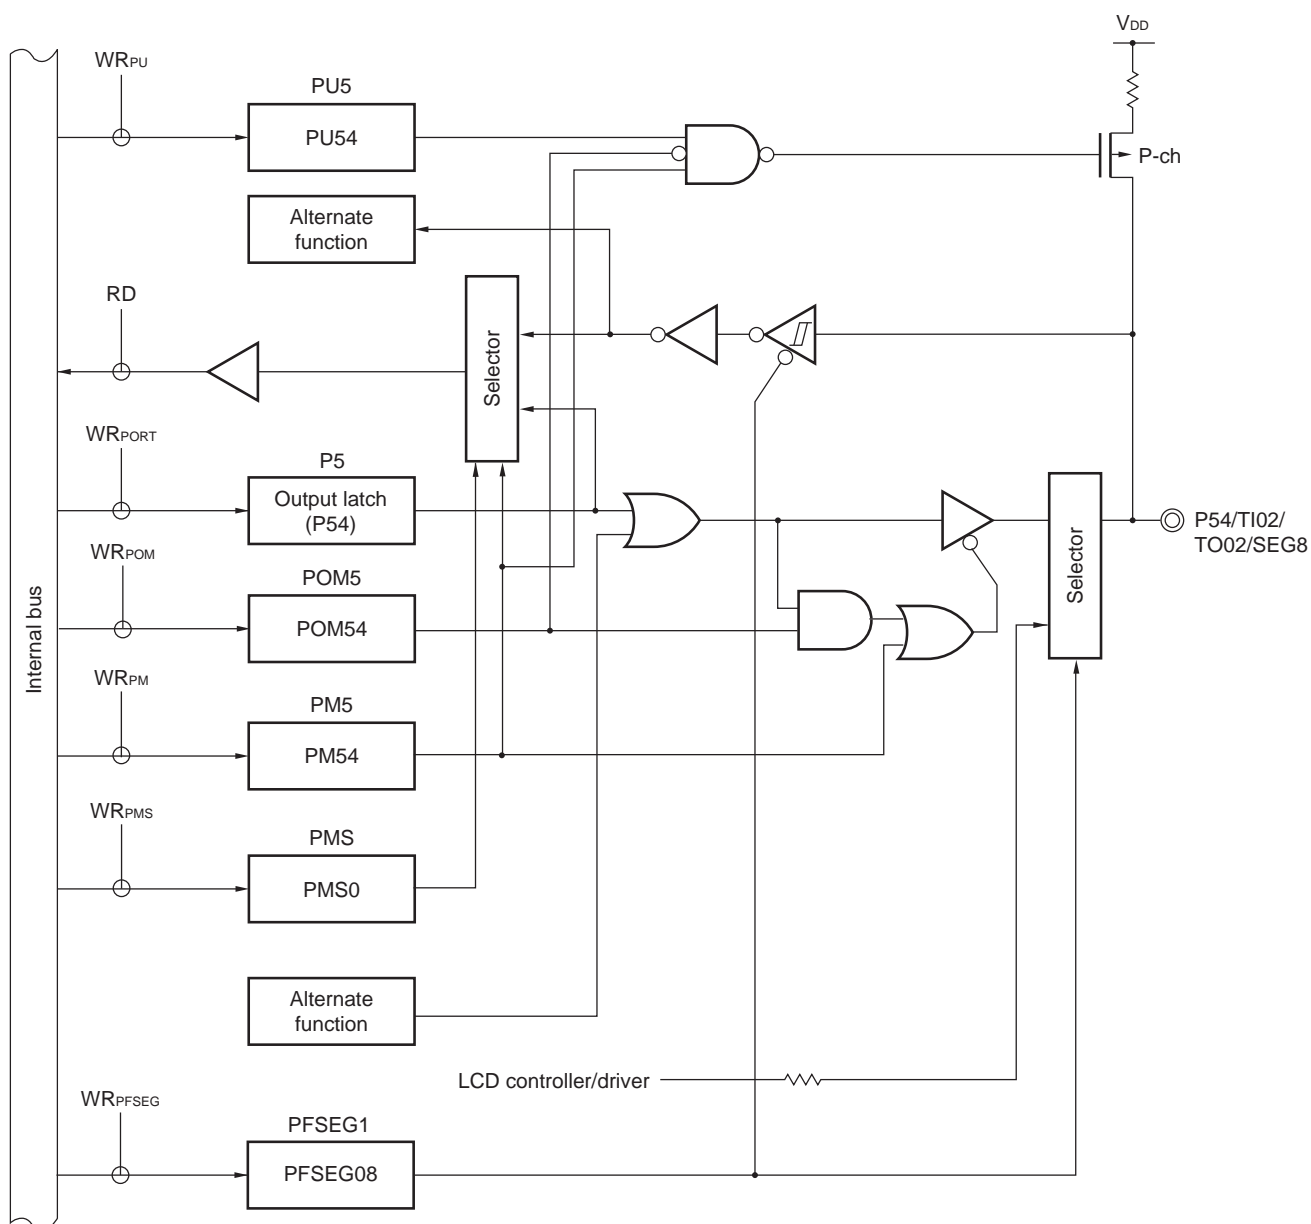 VDD
WRPU
PU5
PU54
P-ch
Alternate
function
RD
Selector
WRPORT
P5
Output latch
(P54)
Selector
P54/TI02/
TO02/SEG8
WRPOM
POM5
POM54
Internal bus
WRPM
PM5
PM54
WRPMS
PMS
PMS0
Alternate
function
LCD controller/driver
WRPFSEG
PFSEG1
PFSEG08